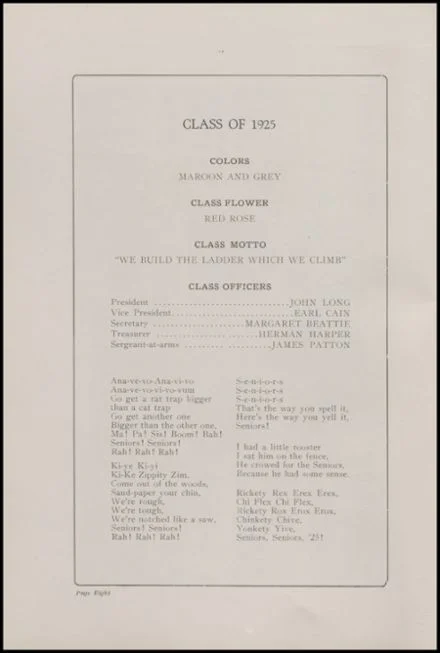 CLASS OF 1925
COLORS
MAROON AND GREY
CLASS FLOWER
RED ROSE
CLASS MOTTO
"WE BUILD THE LADDER WHICH WE CLIMB"
CLASS OFFICERS
President ................................JOHN LONG
Vice President............................EARL CAIN
Secretary .....................MARGARET BEATTIE
Treasurer ................. ......HERMAN HARPER
Sergeant-at-arms .... ................JAMES PATTON
Ana-ve-vo-Ana-vi-vo
Ana-ve-vo-vi-vo-vum
Go get a rat trap bigger
than a cat trap
Go get another one
Bigger than the other one,
Ma! Pa! Sis! Boom! Bah!
Seniors! Seniors!
Rah! Rah! Rah!
Ki-ye Ki-yi
Ki-Ke Zippity Zim,
Come out of the woods,
Sand-paper your chin,
We're rough,
We're tough,
We're notched like a saw,
Seniors! Seniors!
Rah! Rah! Rah!
S-e-n-i-o-r-s
S-e-n-i-o-r-s
S-e-n-i-o-r-s
That's the way you spell it,
Here's the way you yell it,
Seniors!
I had a little rooster
I sat him on the fence,
He crowed for the Seniors,
Because he had some sense.
Rickety Rex Erex Eres,
Chi Flex Chi Flex,
Rickety Rox Erox Erox,
Chinkety Chive,
Yonkety Yive,
Seniors, Seniors, '25!
Page Eight